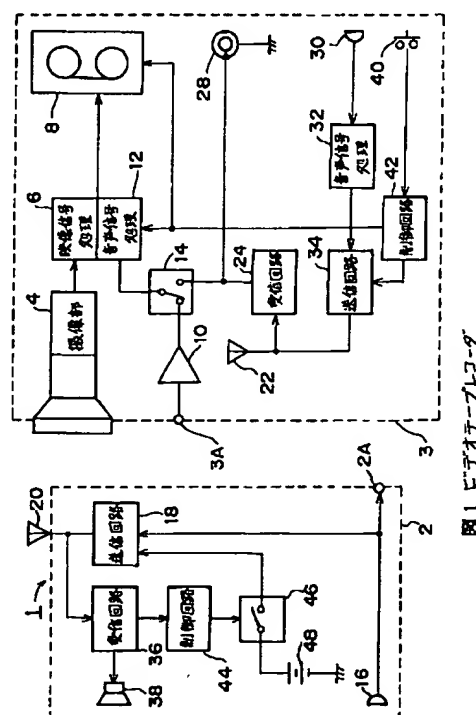 1
20
受信回路
36
38
制御回路
44
送信回路
18
46
48
16
2A
2
4
撮像部
6
映像信号
処理
音声信号
処理
12
8
14
10
3A
22
受信回路
24
28
30
音声信号
処理
32
送信回路
34
制御回路
42
40
3
図1 ビデオテープレコーダ